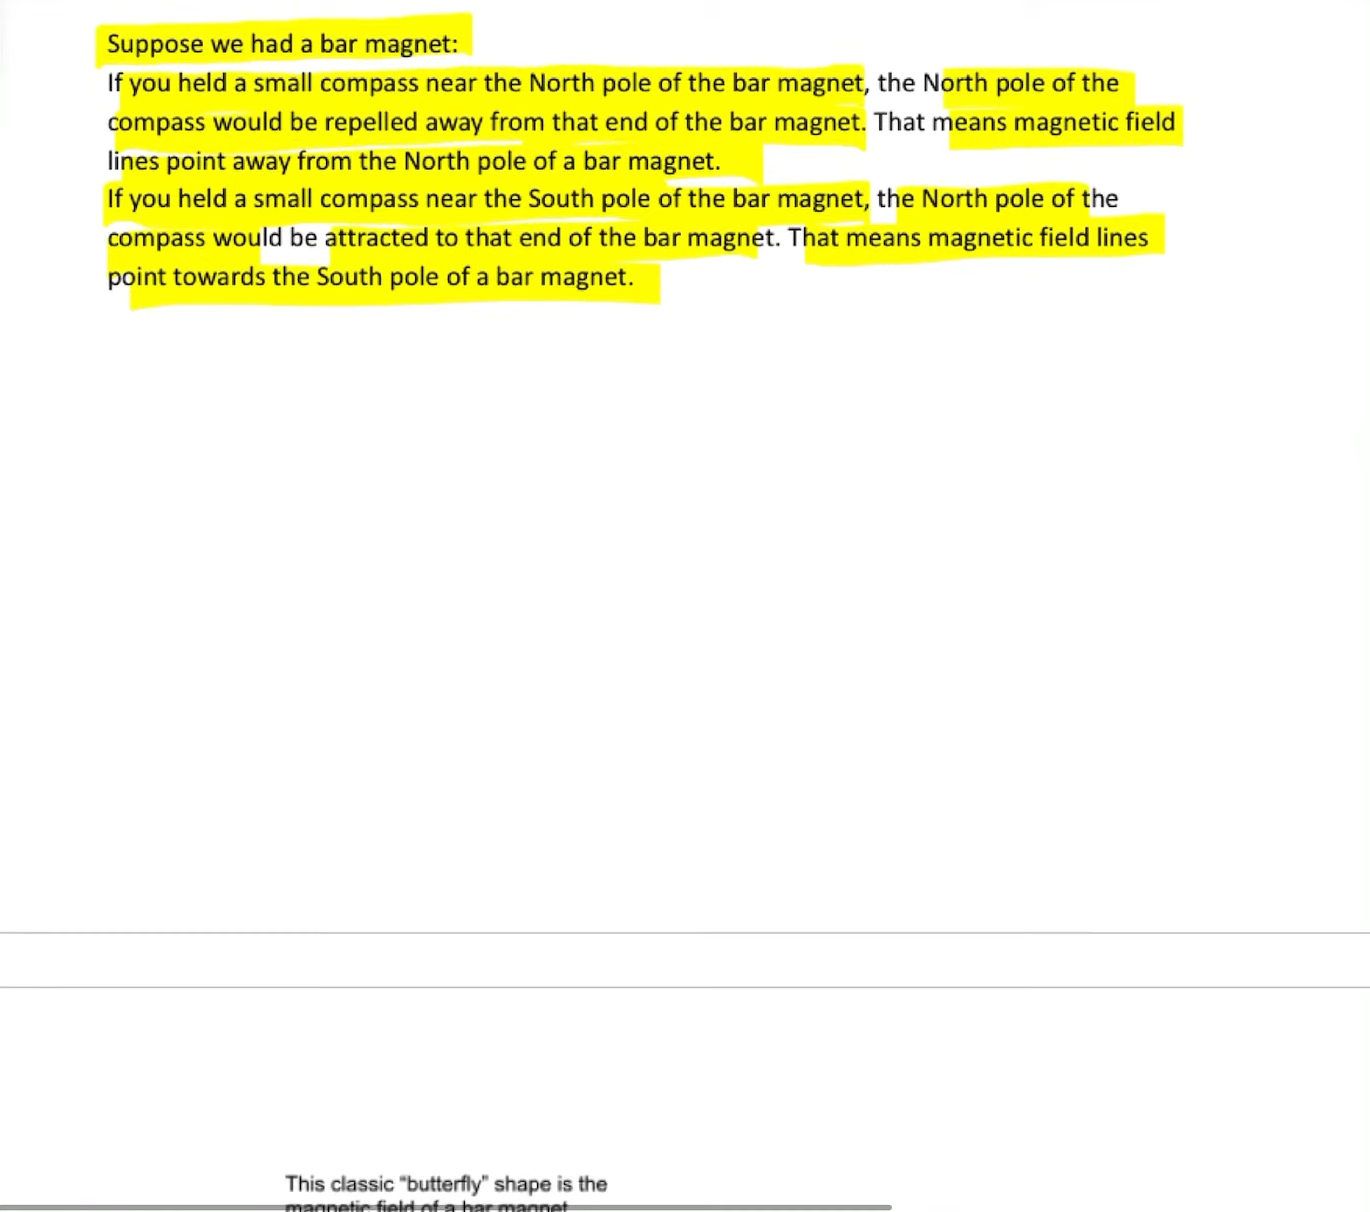 Suppose we had a bar magnet:
If you held a small compass near the North pole of the bar magnet, the North pole of the
compass would be repelled away from that end of the bar magnet. That means magnetic field
lines point away from the North pole of a bar magnet.
If you held a small compass near the South pole of the bar magnet, the North pole of the
compass would be attracted to that end of the bar magnet. That means magnetic field lines
point towards the South pole of a bar magnet.
This classic “butterfly” shape is the
magnetic field of a bar magnet